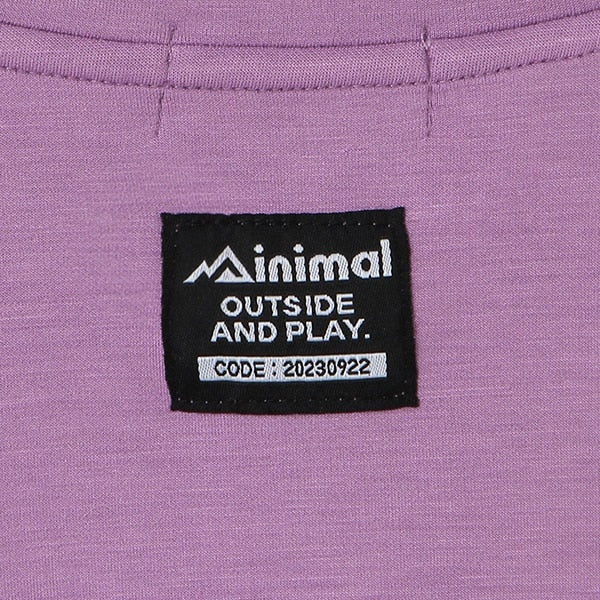 Minimal
OUTSIDE
AND PLAY.
CODE : 20230922